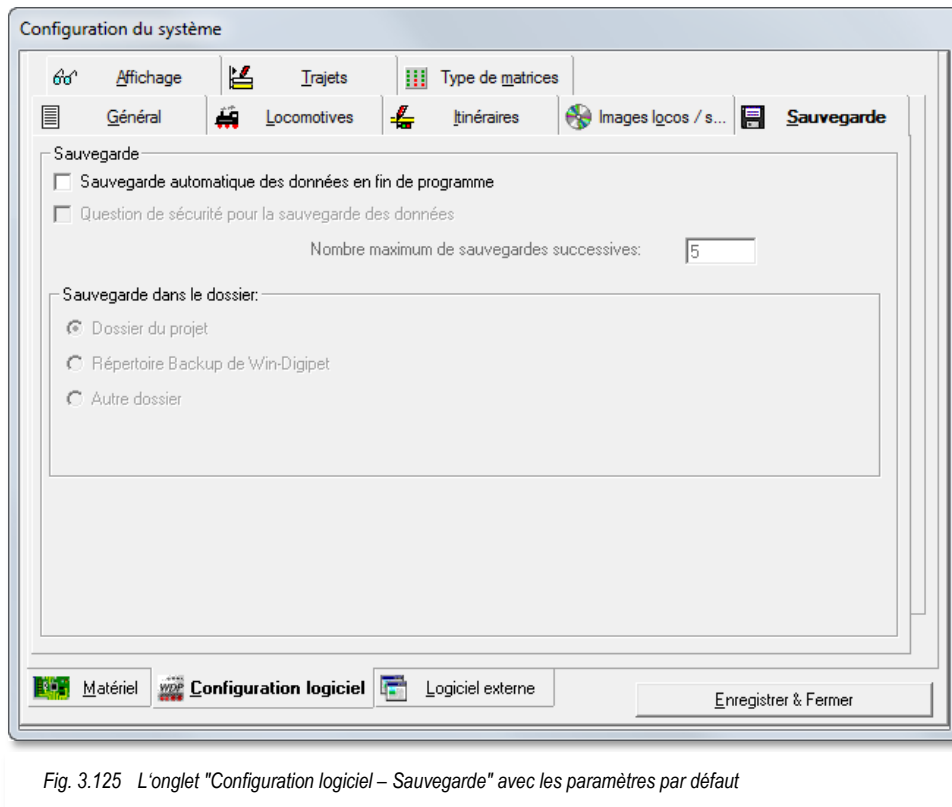 Configuration du système
Affichage Trajets Type de matrices
Général Locomotives Itinéraires Images locos / s... Sauvegarde
Sauvegarde
Sauvegarde automatique des données en fin de programme
Question de sécurité pour la sauvegarde des données
Nombre maximum de sauvegardes successives: 5
Sauvegarde dans le dossier:
Dossier du projet
Répertoire Backup de Win-Digipet
Autre dossier
Matériel WDP Configuration logiciel Logiciel externe
Enregistrer & Fermer
Fig. 3.125 L‘onglet "Configuration logiciel – Sauvegarde" avec les paramètres par défaut